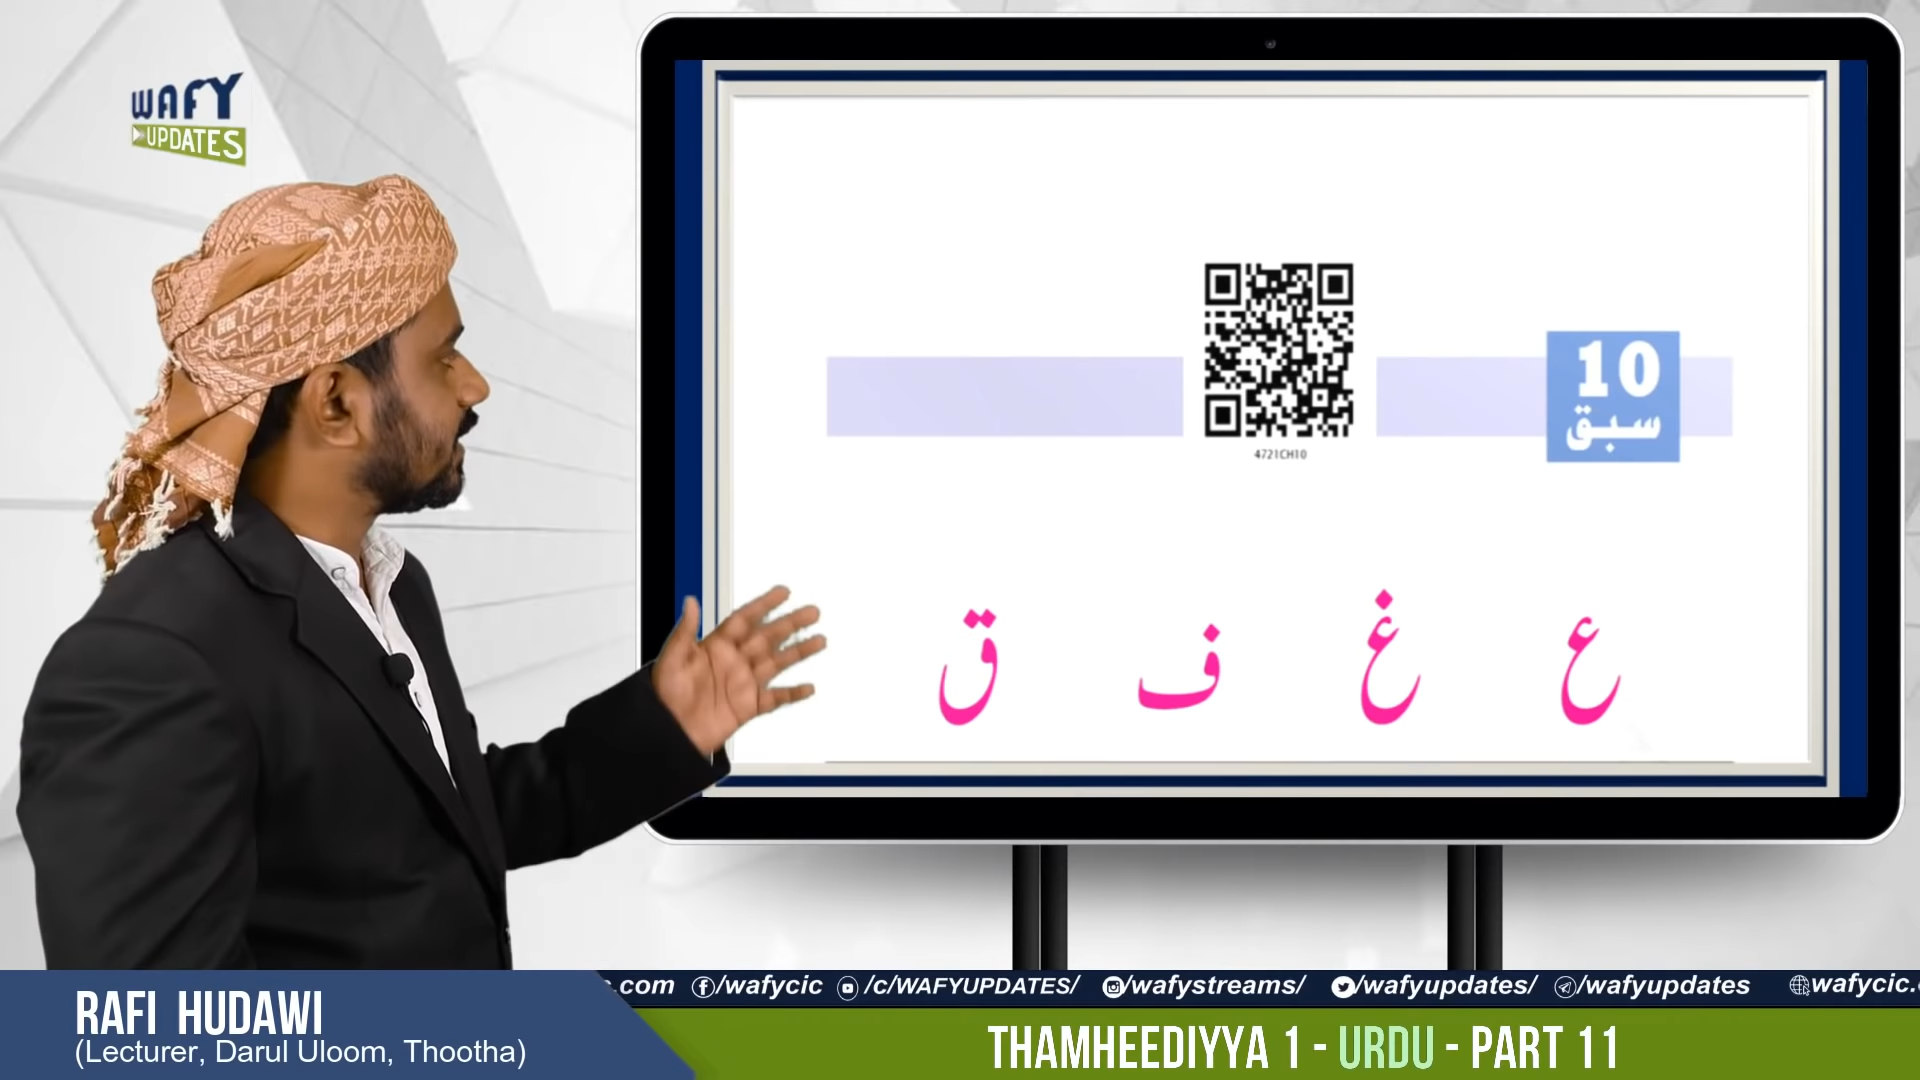 WAFY
UPDATES
4721CH10
10
سبق
ع غ ف ق
.com /wafycic /c/WAFYUPDATES/ /wafystreams/ /wafyupdates/ /wafyupdates wafycic.
RAFI HUDAWI
(Lecturer, Darul Uloom, Thootha)
THAMHEEDIYYA 1 - URDU - PART 11